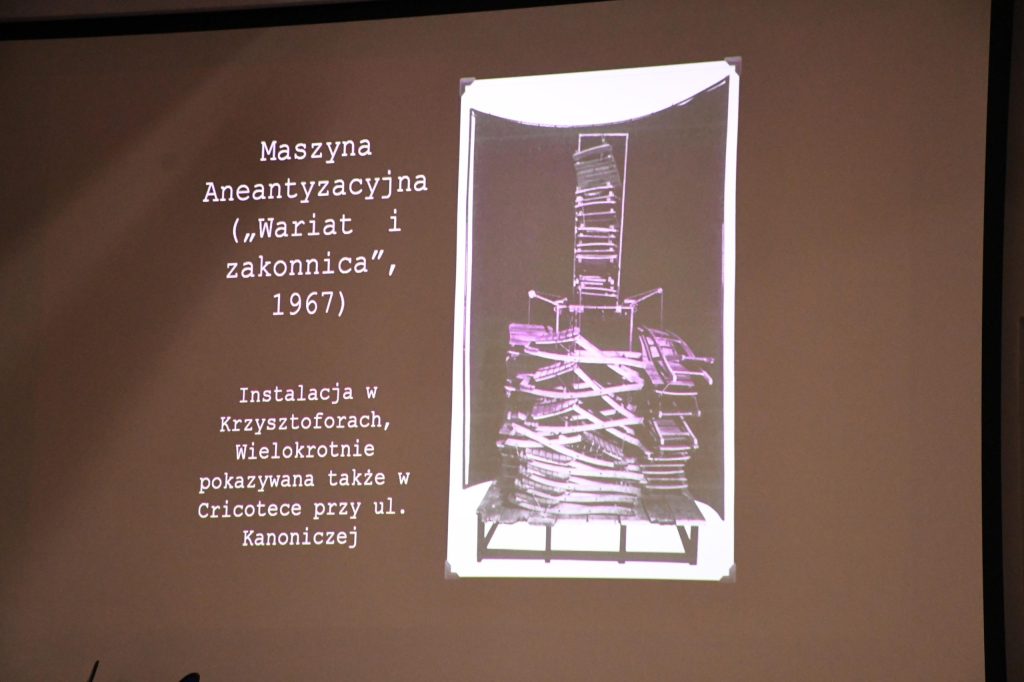 Maszyna
Aneantyzacyjna
(„Wariat i
zakonnica”,
1967)
Instalacja w
Krzysztoforach,
Wielokrotnie
pokazywana także w
Cricotece przy ul.
Kanoniczej